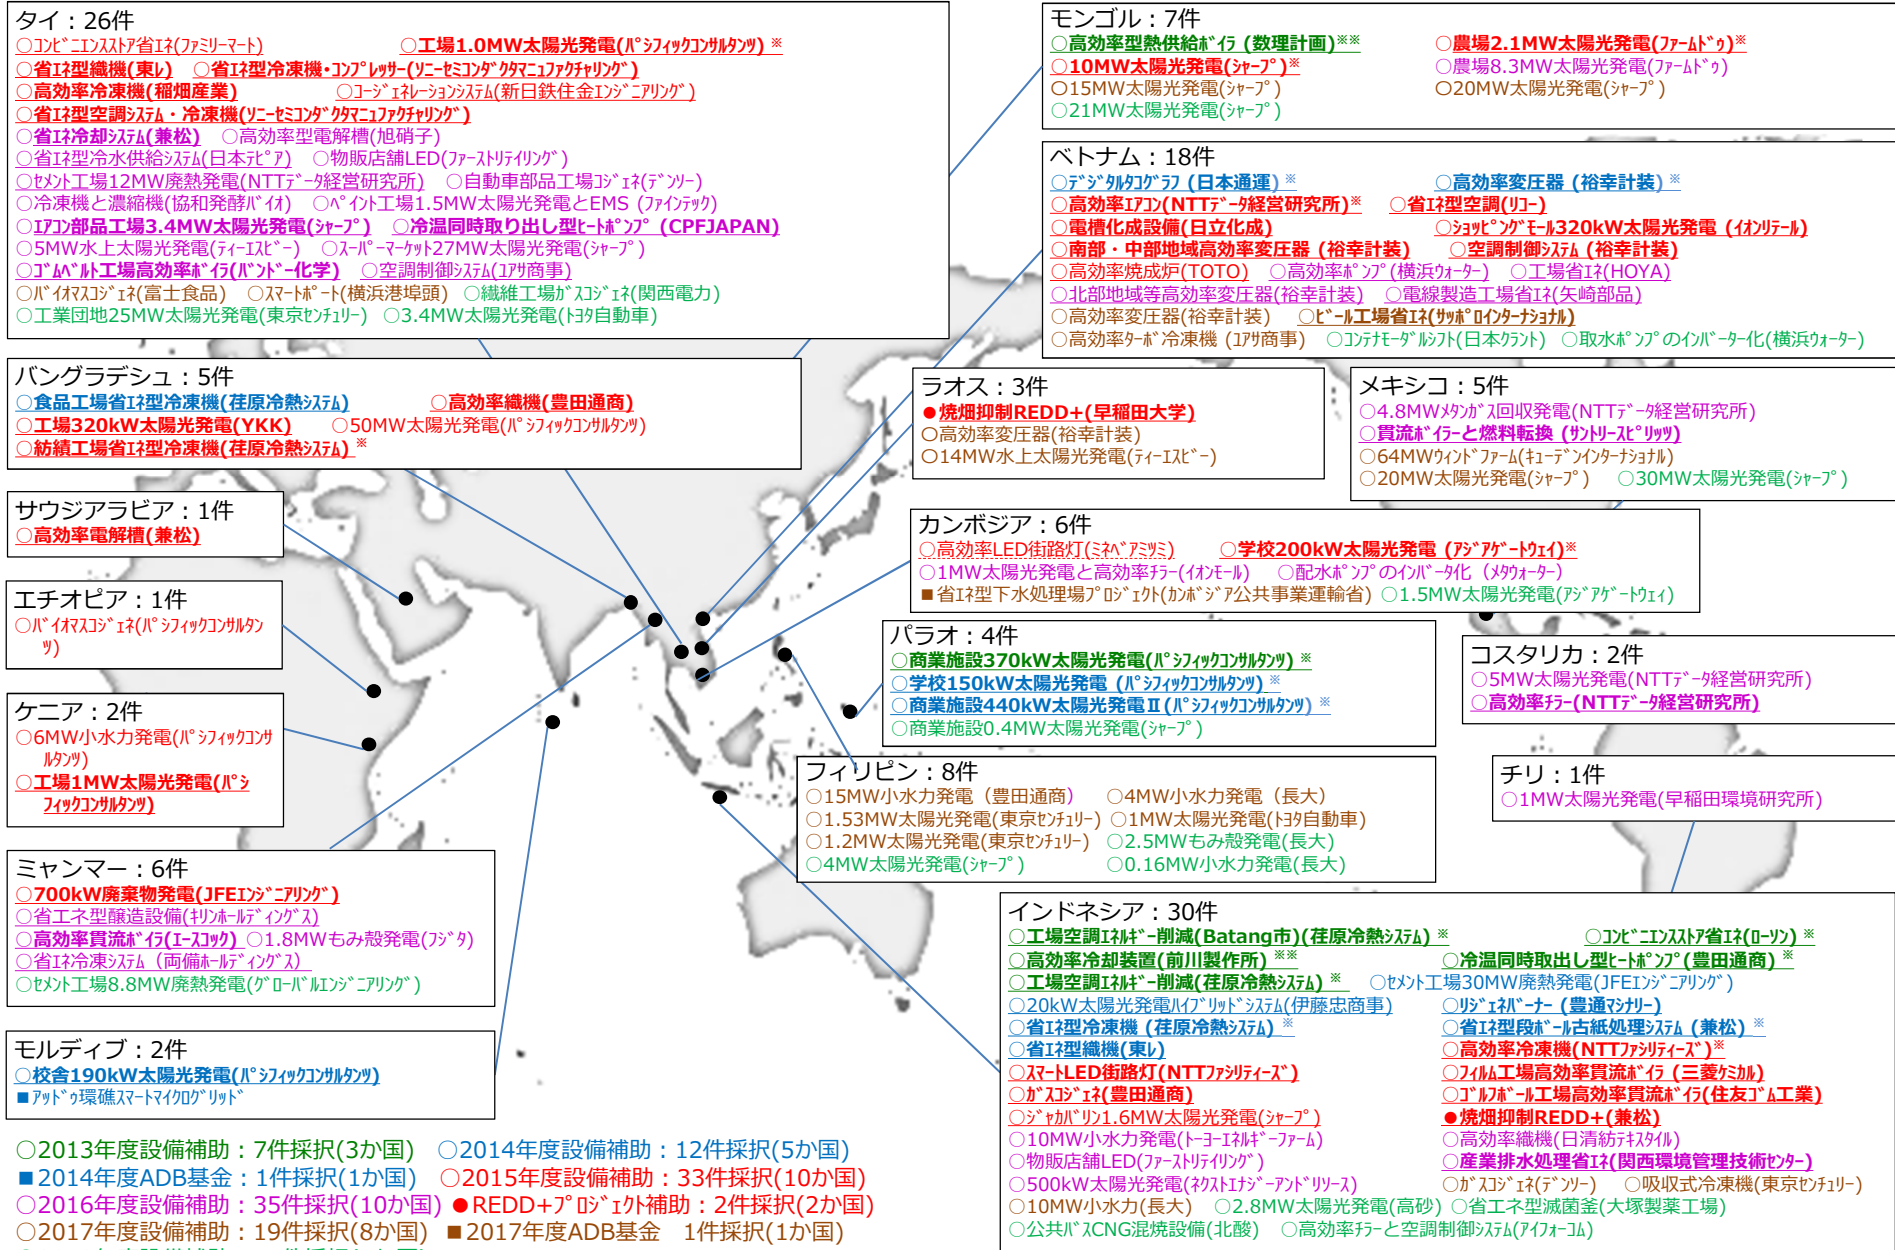 タイ：26件
○ｺﾝﾋﾞﾆｴﾝｽｽﾄｱ省ｴﾈ(ﾌｧﾐﾘｰﾏｰﾄ) ○工場1.0MW太陽光発電(ﾊﾟｼﾌｨｯｸｺﾝｻﾙﾀﾝﾂ) ※
○省ｴﾈ型織機(東ﾚ) ○省ｴﾈ型冷凍機･ｺﾝﾌﾟﾚｯｻｰ(ｿﾆｰｾﾐｺﾝﾀﾞｸﾀﾏﾆｭﾌｧｸﾁｬﾘﾝｸﾞ)
○高効率冷凍機(稲畑産業) ○ｺｰｼﾞｪﾈﾚｰｼｮﾝｼｽﾃﾑ(新日鉄住金ｴﾝｼﾞﾆｱﾘﾝｸﾞ)
○省ｴﾈ型空調ｼｽﾃﾑ・冷凍機(ｿﾆｰｾﾐｺﾝﾀﾞｸﾀﾏﾆｭﾌｧｸﾁｬﾘﾝｸﾞ)
○省ｴﾈ冷却ｼｽﾃﾑ(兼松) ○高効率型電解槽(旭硝子)
○省ｴﾈ型冷水供給ｼｽﾃﾑ(日本ﾃﾋﾟｱ) ○物販店舗LED(ﾌｧｰｽﾄﾘﾃｲﾘﾝｸﾞ)
○ｾﾒﾝﾄ工場12MW廃熱発電(NTTﾃﾞｰﾀ経営研究所) ○自動車部品工場ｺｼﾞｪﾈ(ﾃﾞﾝｿｰ)
○冷凍機と濃縮機(協和発酵ﾊﾞｲｵ) ○ﾍﾟｲﾝﾄ工場1.5MW太陽光発電とEMS (ﾌｧｲﾝﾃｯｸ)
○ｴｱｺﾝ部品工場3.4MW太陽光発電(ｼｬｰﾌﾟ) ○冷温同時取り出し型ﾋｰﾄﾎﾟﾝﾌﾟ (CPFJAPAN)
○5MW水上太陽光発電(ﾃｨｰｴｽﾋﾞｰ) ○ｽｰﾊﾟｰﾏｰｹｯﾄ27MW太陽光発電(ｼｬｰﾌﾟ)
○ｺﾞﾑﾍﾞﾙﾄ工場高効率ﾎﾞｲﾗ(ﾊﾞﾝﾄﾞｰ化学) ○空調制御ｼｽﾃﾑ(ﾕｱｻ商事)
○ﾊﾞｲｵﾏｽｺｼﾞｪﾈ(富士食品) ○ｽﾏｰﾄﾎﾟｰﾄ(横浜港埠頭) ○繊維工場ｶﾞｽｺｼﾞｪﾈ(関西電力)
○工業団地25MW太陽光発電(東京ｾﾝﾁｭﾘｰ) ○3.4MW太陽光発電(ﾄﾖﾀ自動車)
モンゴル：7件
○高効率型熱供給ﾎﾞｲﾗ (数理計画)※※ ○農場2.1MW太陽光発電(ﾌｧｰﾑﾄﾞｩ)※
○10MW太陽光発電(ｼｬｰﾌﾟ)※ ○農場8.3MW太陽光発電(ﾌｧｰﾑﾄﾞｩ)
○15MW太陽光発電(ｼｬｰﾌﾟ) ○20MW太陽光発電(ｼｬｰﾌﾟ)
○21MW太陽光発電(ｼｬｰﾌﾟ)
ベトナム：18件
○ﾃﾞｼﾞﾀﾙﾀｺｸﾞﾗﾌ (日本通運) ※ ○高効率変圧器 (裕幸計装) ※
○高効率ｴｱｺﾝ(NTTﾃﾞｰﾀ経営研究所)※ ○省ｴﾈ型空調(ﾘｺｰ)
○電槽化成設備(日立化成) ○ｼｮｯﾋﾟﾝｸﾞﾓｰﾙ320kW太陽光発電 (ｲｵﾝﾘﾃｰﾙ)
○南部・中部地域高効率変圧器 (裕幸計装) ○空調制御ｼｽﾃﾑ (裕幸計装)
○高効率焼成炉(TOTO) ○高効率ﾎﾟﾝﾌﾟ(横浜ｳｫｰﾀｰ) ○工場省ｴﾈ(HOYA)
○北部地域等高効率変圧器(裕幸計装) ○電線製造工場省ｴﾈ(矢崎部品)
○高効率変圧器(裕幸計装) ○ﾋﾞｰﾙ工場省ｴﾈ(ｻｯﾎﾟﾛｲﾝﾀｰﾅｼｮﾅﾙ)
○高効率ﾀｰﾎﾞ冷凍機 (ﾕｱｻ商事) ○ｺﾝﾃﾅﾓｰﾀﾞﾙｼﾌﾄ(日本ｸﾗﾝﾄ) ○取水ﾎﾟﾝﾌﾟのｲﾝﾊﾞｰﾀｰ化(横浜ｳｫｰﾀｰ)
バングラデシュ：5件
○食品工場省ｴﾈ型冷凍機(荏原冷熱ｼｽﾃﾑ) ○高効率織機(豊田通商)
○工場320kW太陽光発電(YKK) ○50MW太陽光発電(ﾊﾟｼﾌｨｯｸｺﾝｻﾙﾀﾝﾂ)
○紡績工場省ｴﾈ型冷凍機(荏原冷熱ｼｽﾃﾑ) ※
ラオス：3件
●焼畑抑制REDD+(早稲田大学)
○高効率変圧器(裕幸計装)
○14MW水上太陽光発電(ﾃｨｰｴｽﾋﾞｰ)
メキシコ：5件
○4.8MWﾒﾀﾝｶﾞｽ回収発電(NTTﾃﾞｰﾀ経営研究所)
○貫流ﾎﾞｲﾗｰと燃料転換 (ｻﾝﾄﾘｰｽﾋﾟﾘｯﾂ)
○64MWｳｨﾝﾄﾞﾌｧｰﾑ(ｷｭｰﾃﾞﾝｲﾝﾀｰﾅｼｮﾅﾙ)
○20MW太陽光発電(ｼｬｰﾌﾟ) ○30MW太陽光発電(ｼｬｰﾌﾟ)
サウジアラビア：1件
○高効率電解槽(兼松)
カンボジア：6件
○高効率LED街路灯(ﾐﾈﾍﾞｱﾐﾂﾐ) ○学校200kW太陽光発電 (ｱｼﾞｱｹﾞｰﾄｳｪｲ)※
○1MW太陽光発電と高効率ﾁﾗｰ(ｲｵﾝﾓｰﾙ) ○配水ﾎﾟﾝﾌﾟのｲﾝﾊﾞｰﾀ化 (ﾒﾀｳｫｰﾀｰ)
■省ｴﾈ型下水処理場ﾌﾟﾛｼﾞｪｸﾄ(ｶﾝﾎﾞｼﾞｱ公共事業運輸省) ○1.5MW太陽光発電(ｱｼﾞｱｹﾞｰﾄｳｪｲ)
エチオピア：1件
○ﾊﾞｲｵﾏｽｺｼﾞｪﾈ(ﾊﾟｼﾌｨｯｸｺﾝｻﾙﾀﾝ
ﾂ)
パラオ：4件
○商業施設370kW太陽光発電(ﾊﾟｼﾌｨｯｸｺﾝｻﾙﾀﾝﾂ) ※
○学校150kW太陽光発電 (ﾊﾟｼﾌｨｯｸｺﾝｻﾙﾀﾝﾂ) ※
○商業施設440kW太陽光発電Ⅱ(ﾊﾟｼﾌｨｯｸｺﾝｻﾙﾀﾝﾂ) ※
○商業施設0.4MW太陽光発電(ｼｬｰﾌﾟ)
コスタリカ：2件
○5MW太陽光発電(NTTﾃﾞｰﾀ経営研究所)
○高効率ﾁﾗｰ(NTTﾃﾞｰﾀ経営研究所)
ケニア：2件
○6MW小水力発電(ﾊﾟｼﾌｨｯｸｺﾝｻ
ﾙﾀﾝﾂ)
○工場1MW太陽光発電(ﾊﾟｼ
ﾌｨｯｸｺﾝｻﾙﾀﾝﾂ)
フィリピン：8件
○15MW小水力発電（豊田通商） ○4MW小水力発電（長大）
○1.53MW太陽光発電(東京ｾﾝﾁｭﾘｰ) ○1MW太陽光発電(ﾄﾖﾀ自動車)
○1.2MW太陽光発電(東京ｾﾝﾁｭﾘｰ) ○2.5MWもみ殻発電(長大)
○4MW太陽光発電(ｼｬｰﾌﾟ) ○0.16MW小水力発電(長大)
チリ：1件
○1MW太陽光発電(早稲田環境研究所)
ミャンマー：6件
○700kW廃棄物発電(JFEｴﾝｼﾞﾆｱﾘﾝｸﾞ)
○省エネ型醸造設備(ｷﾘﾝﾎｰﾙﾃﾞｨﾝｸﾞｽ)
○高効率貫流ﾎﾞｲﾗ(ｴｰｽｺｯｸ) ○1.8MWもみ殻発電(ﾌｼﾞﾀ)
○省ｴﾈ冷凍ｼｽﾃﾑ（両備ﾎｰﾙﾃﾞｨﾝｸﾞｽ）
○ｾﾒﾝﾄ工場8.8MW廃熱発電(ｸﾞﾛｰﾊﾞﾙｴﾝｼﾞﾆｱﾘﾝｸﾞ)
インドネシア：30件
○工場空調ｴﾈﾙｷﾞｰ削減(Batang市)(荏原冷熱ｼｽﾃﾑ) ※ ○ｺﾝﾋﾞﾆｴﾝｽｽﾄｱ省ｴﾈ(ﾛｰｿﾝ) ※
○高効率冷却装置(前川製作所) ※※ ○冷温同時取出し型ﾋｰﾄﾎﾟﾝﾌﾟ(豊田通商) ※
○工場空調ｴﾈﾙｷﾞｰ削減(荏原冷熱ｼｽﾃﾑ) ※ ○ｾﾒﾝﾄ工場30MW廃熱発電(JFEｴﾝｼﾞﾆｱﾘﾝｸﾞ)
○20kW太陽光発電ﾊｲﾌﾞﾘｯﾄﾞｼｽﾃﾑ(伊藤忠商事) ○ﾘｼﾞｪﾈﾊﾞｰﾅｰ (豊通ﾏｼﾅﾘｰ)
○省ｴﾈ型冷凍機 (荏原冷熱ｼｽﾃﾑ) ※ ○省ｴﾈ型段ﾎﾞｰﾙ古紙処理ｼｽﾃﾑ (兼松) ※
○省ｴﾈ型織機(東ﾚ) ○高効率冷凍機(NTTﾌｧｼﾘﾃｨｰｽﾞ)※
○ｽﾏｰﾄLED街路灯(NTTﾌｧｼﾘﾃｨｰｽﾞ) ○ﾌｨﾙﾑ工場高効率貫流ﾎﾞｲﾗ (三菱ｹﾐｶﾙ)
○ｶﾞｽｺｼﾞｪﾈ(豊田通商) ○ｺﾞﾙﾌﾎﾞｰﾙ工場高効率貫流ﾎﾞｲﾗ(住友ｺﾞﾑ工業)
○ｼﾞｬｶﾊﾞﾘﾝ1.6MW太陽光発電(ｼｬｰﾌﾟ) ●焼畑抑制REDD+(兼松)
○10MW小水力発電(ﾄｰﾖｰｴﾈﾙｷﾞｰﾌｧｰﾑ) ○高効率織機(日清紡ﾃｷｽﾀｲﾙ)
○物販店舗LED(ﾌｧｰｽﾄﾘﾃｲﾘﾝｸﾞ) ○産業排水処理省ｴﾈ(関西環境管理技術ｾﾝﾀｰ)
○500kW太陽光発電(ﾈｸｽﾄｴﾅｼﾞｰｱﾝﾄﾞﾘｿｰｽ) ○ｶﾞｽｺｼﾞｪﾈ(ﾃﾞﾝｿｰ) ○吸収式冷凍機(東京ｾﾝﾁｭﾘｰ)
○10MW小水力(長大) ○2.8MW太陽光発電(高砂) ○省エネ型滅菌釜(大塚製薬工場)
○公共ﾊﾞｽCNG混焼設備(北酸) ○高効率ﾁﾗｰと空調制御ｼｽﾃﾑ(ｱｲﾌｫｰｺﾑ)
モルディブ：2件
○校舎190kW太陽光発電(ﾊﾟｼﾌｨｯｸｺﾝｻﾙﾀﾝﾂ)
■ｱｯﾄﾞｩ環礁ｽﾏｰﾄﾏｲｸﾛｸﾞﾘｯﾄﾞ
○2013年度設備補助：7件採択(3か国) ○2014年度設備補助：12件採択(5か国)
■2014年度ADB基金：1件採択(1か国) ○2015年度設備補助：33件採択(10か国)
○2016年度設備補助：35件採択(10か国) ●REDD+ﾌﾟﾛｼﾞｪｸﾄ補助：2件採択(2か国)
○2017年度設備補助：19件採択(8か国) ■2017年度ADB基金 1件採択(1か国)